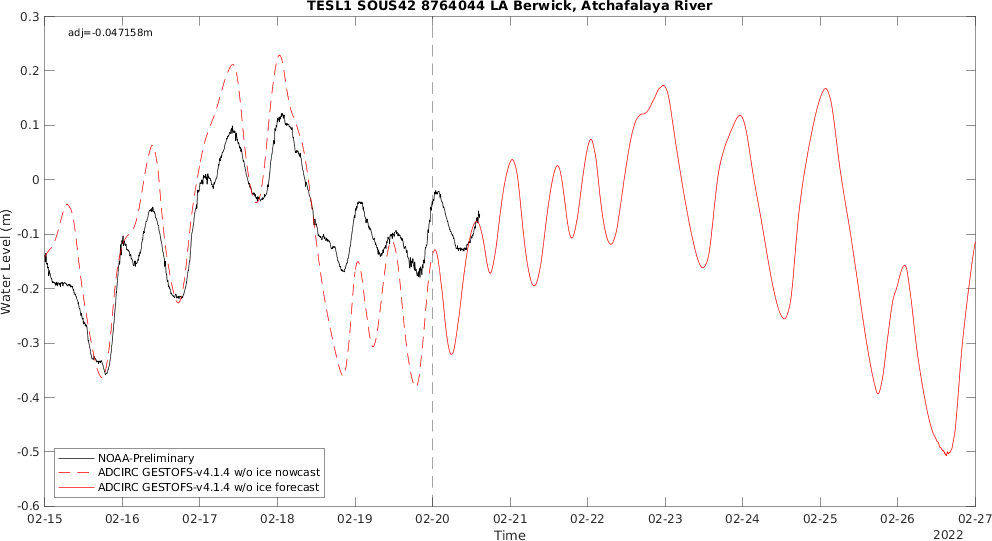 TESL1 SOUS42 8764044 LA Berwick, Atchafalaya River
adj=-0.047158m
0.3
0.2
0.1
0
-0.1
-0.2
-0.3
-0.4
-0.5
-0.6
Water Level (m)
NOAA-Preliminary
ADCIRC GESTOFS-v4.1.4 w/o ice nowcast
ADCIRC GESTOFS-v4.1.4 w/o ice forecast
02-15 02-16 02-17 02-18 02-19 02-20 02-21 02-22 02-23 02-24 02-25 02-26 02-27
Time
2022